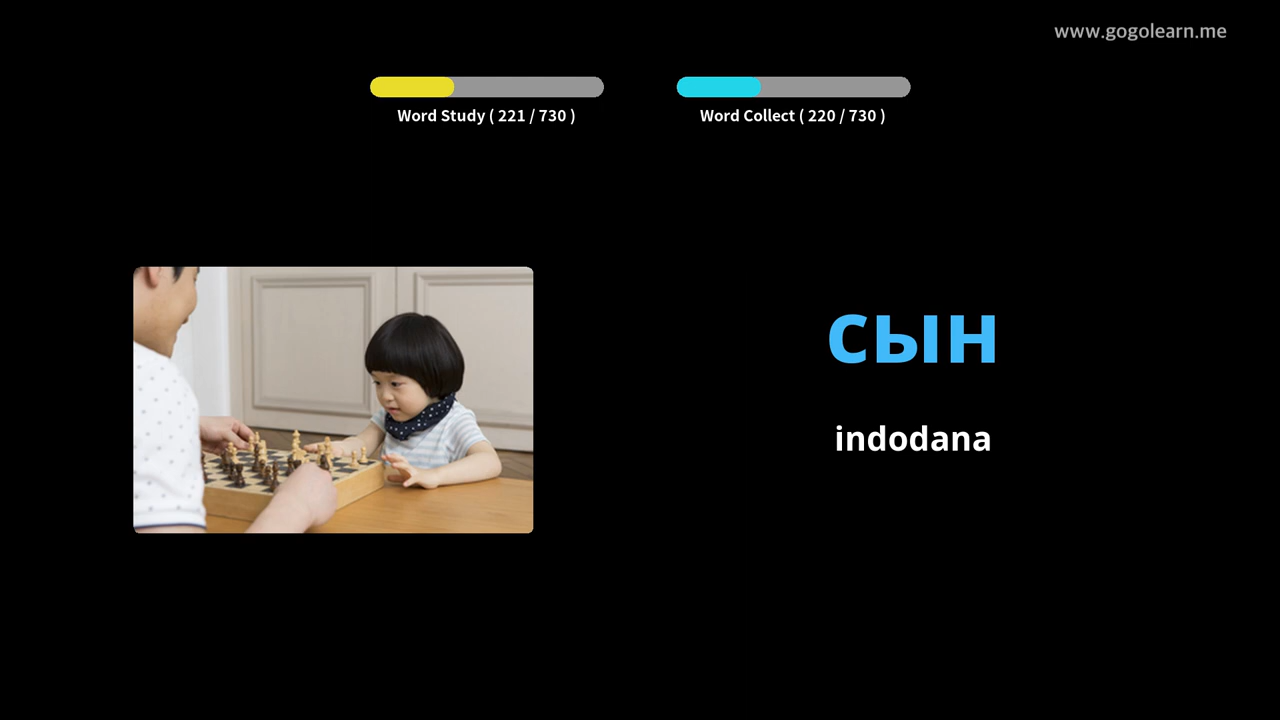 www.gogolearn.me
Word Study ( 221 / 730 )
Word Collect ( 220 / 730 )
сын
indodana